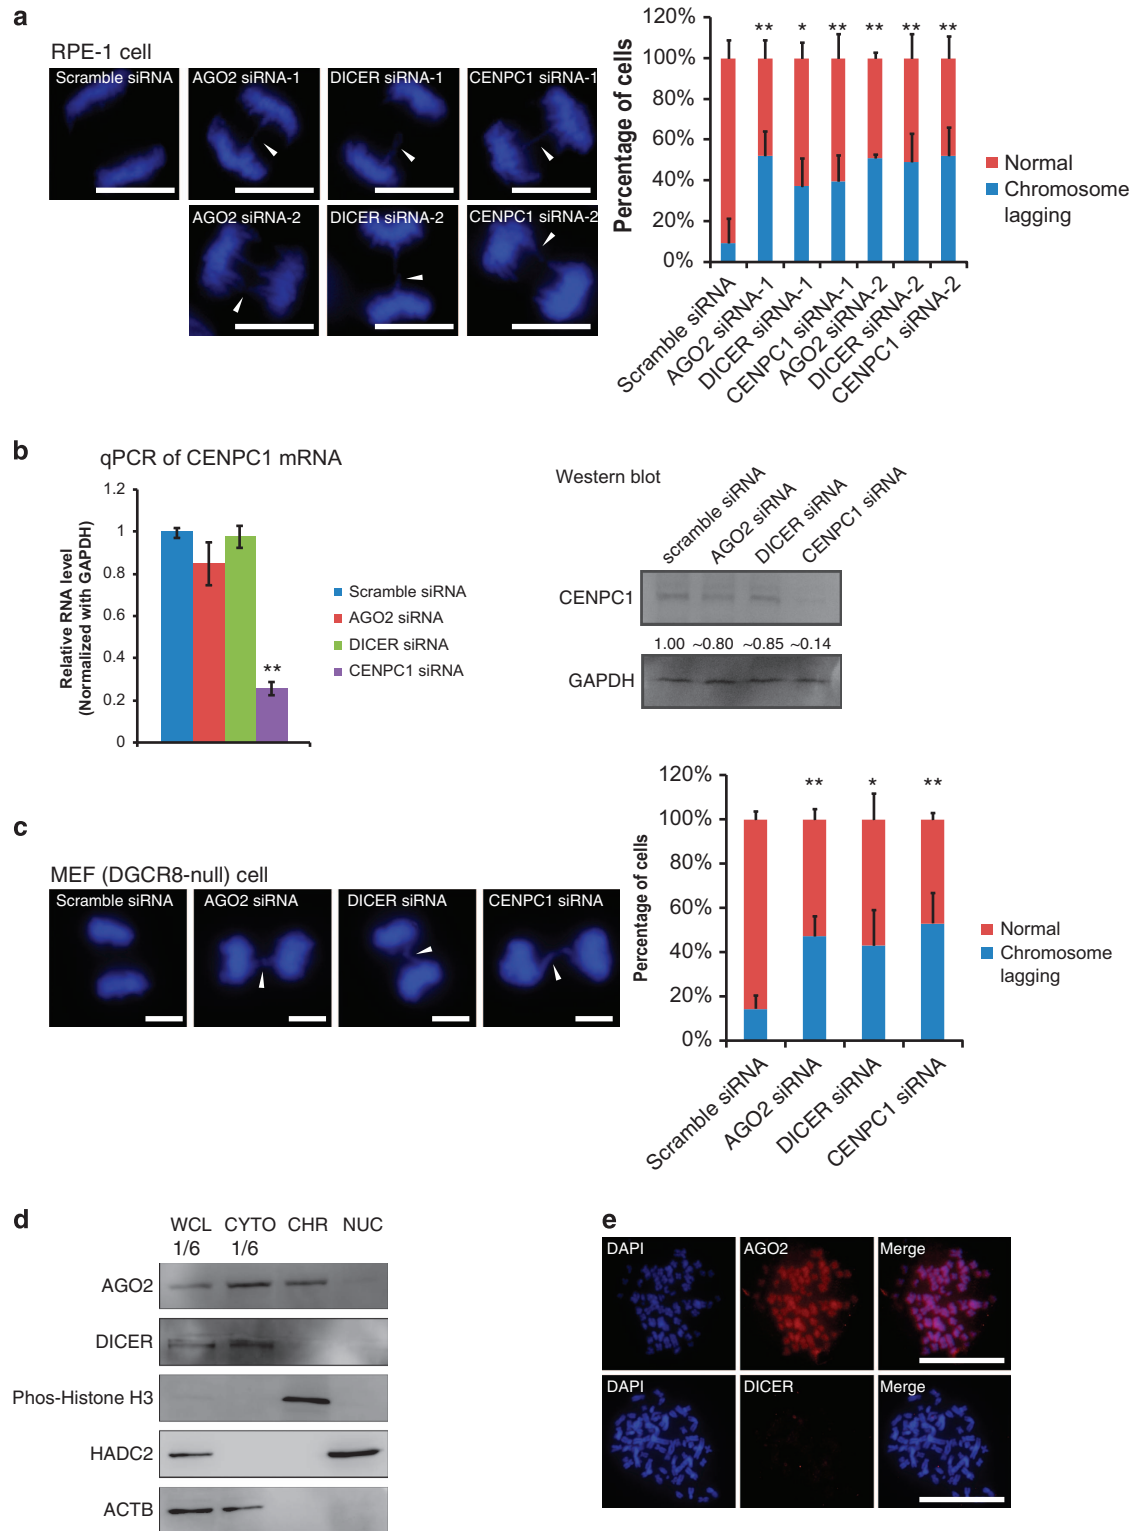 a
RPE-1 cell
Scramble siRNA
AGO2 siRNA-1
DICER siRNA-1
CENPC1 siRNA-1
AGO2 siRNA-2
DICER siRNA-2
CENPC1 siRNA-2
Percentage of cells
120%
100%
80%
60%
40%
20%
0%
** * ** ** ** **
Normal
Chromosome
lagging
Scramble siRNA
AGO2 siRNA-1
DICER siRNA-1
CENPC1 siRNA-1
AGO2 siRNA-2
DICER siRNA-2
CENPC1 siRNA-2
b
qPCR of CENPC1 mRNA
Relative RNA level
(Normalized with GAPDH)
1.2
1
0.8
0.6
0.4
0.2
0
**
Scramble siRNA
AGO2 siRNA
DICER siRNA
CENPC1 siRNA
Western blot
scramble siRNA
AGO2 siRNA
DICER siRNA
CENPC1 siRNA
CENPC1
1.00 ~0.80 ~0.85 ~0.14
GAPDH
c
MEF (DGCR8-null) cell
Scramble siRNA
AGO2 siRNA
DICER siRNA
CENPC1 siRNA
Percentage of cells
120%
100%
80%
60%
40%
20%
0%
** * **
Normal
Chromosome
lagging
Scramble siRNA
AGO2 siRNA
DICER siRNA
CENPC1 siRNA
d
WCL CYTO CHR NUC
1/6 1/6
AGO2
DICER
Phos-Histone H3
HADC2
ACTB
e
DAPI
AGO2
Merge
DAPI
DICER
Merge